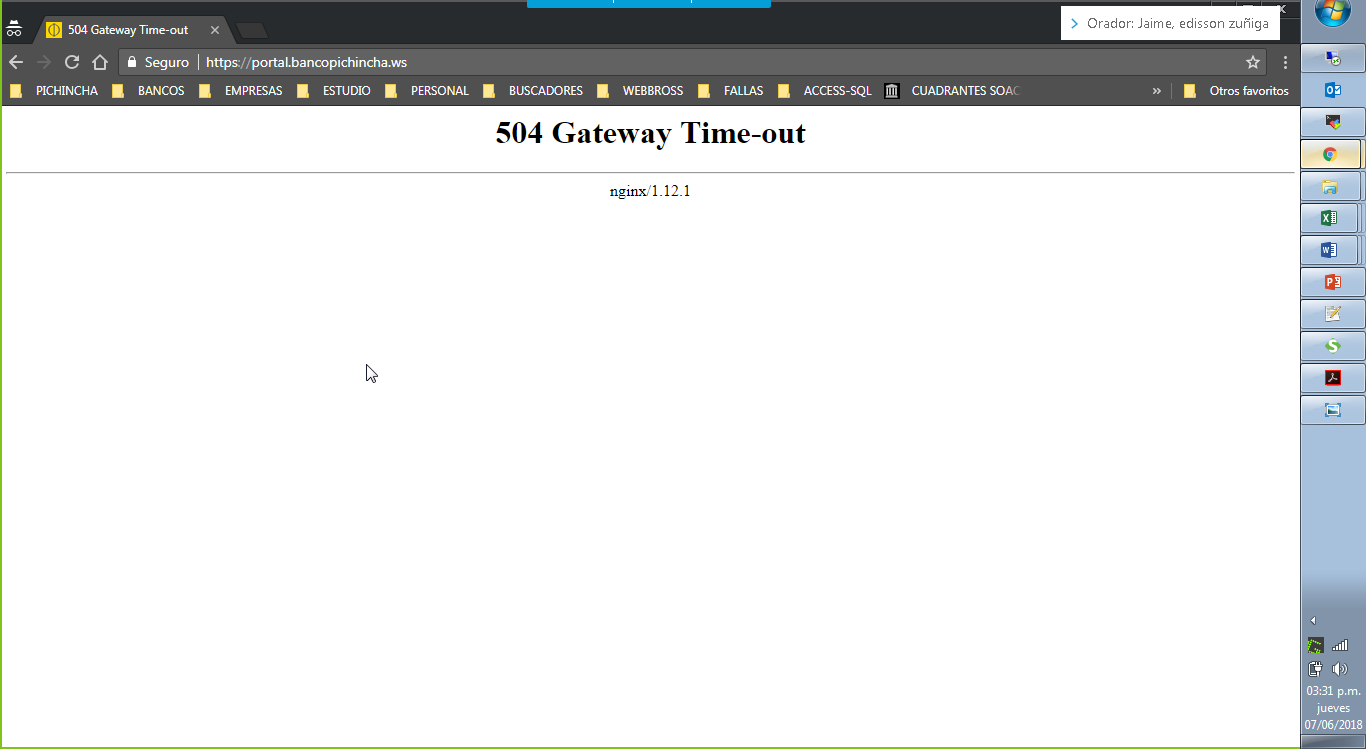 504 Gateway Time-out
Orador: Jaime, edisson zuñiga
Seguro
https://portal.bancopichincha.ws
PICHINCHA
BANCOS
EMPRESAS
ESTUDIO
PERSONAL
BUSCADORES
WEBBROSS
FALLAS
ACCESS-SQL
CUADRANTES SOAC
Otros favoritos
504 Gateway Time-out
nginx/1.12.1
03:31 p.m.
jueves
07/06/2018